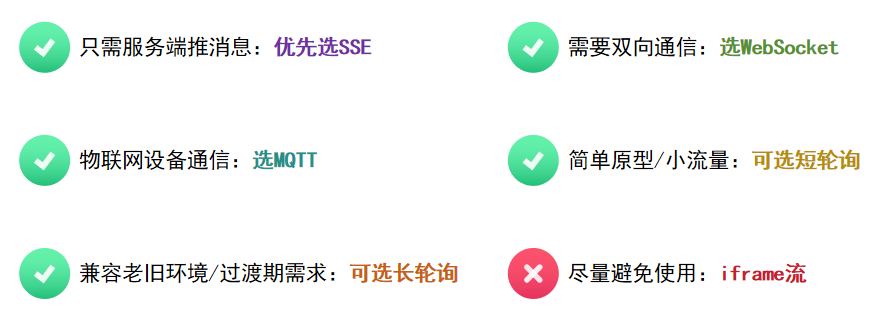 只需服务端推消息：优先选SSE
需要双向通信：选WebSocket
物联网设备通信：选MQTT
简单原型/小流量：可选短轮询
兼容老旧环境/过渡期需求：可选长轮询
尽量避免使用：iframe流